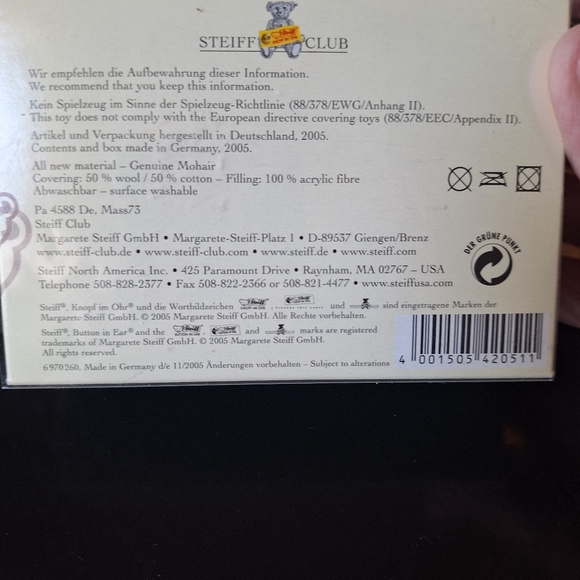 STEIFF CLUB
Wir empfehlen die Aufbewahrung dieser Information.
We recommend that you keep this information.
Kein Spielzeug im Sinne der Spielzeug-Richtlinie (88/378/EWG/Anhang II).
This toy does not comply with the European directive covering toys (88/378/EEC/Appendix II).
Artikel und Verpackung hergestellt in Deutschland, 2005.
Contents and box made in Germany, 2005.
All new material – Genuine Mohair
Covering: 50 % wool / 50 % cotton – Filling: 100 % acrylic fibre
Abwaschbar – surface washable
Pa 4588 De, Mass73
Steiff Club
Margarete Steiff GmbH • Margarete-Steiff-Platz 1 • D-89537 Giengen/Brenz
www.steiff-club.de • www.steiff-club.com • www.steiff.de • www.steiff.com
DER GRÜNE PUNKT
Steiff North America Inc. • 425 Paramount Drive • Raynham, MA 02767 – USA
Telephone 508-828-2377 • Fax 508-822-2366 or 508-821-4477 • www.steiffusa.com
Steiff®, Knopf im Ohr® und die Wortbildzeichen und sind eingetragene Marken der
Margarete Steiff GmbH. © 2005 Margarete Steiff GmbH. Alle Rechte vorbehalten.
Steiff®, Button in Ear® and the and marks are registered
trademarks of Margarete Steiff GmbH. © 2005 Margarete Steiff GmbH.
All rights reserved.
6970260, Made in Germany d/e 11/2005 Änderungen vorbehalten – Subject to alterations
4 001505 420511